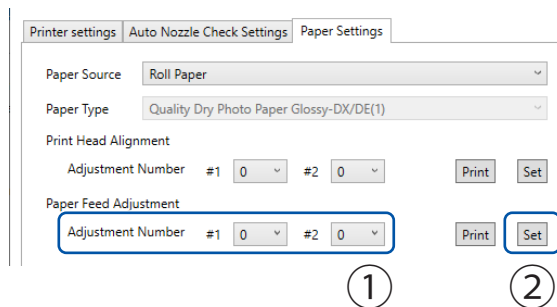 Printer settings Auto Nozzle Check Settings Paper Settings
Paper Source Roll Paper
Paper Type Quality Dry Photo Paper Glossy-DX/DE(1)
Print Head Alignment
Adjustment Number #1 0 #2 0 Print Set
Paper Feed Adjustment
Adjustment Number #1 0 #2 0 Print Set
① ②